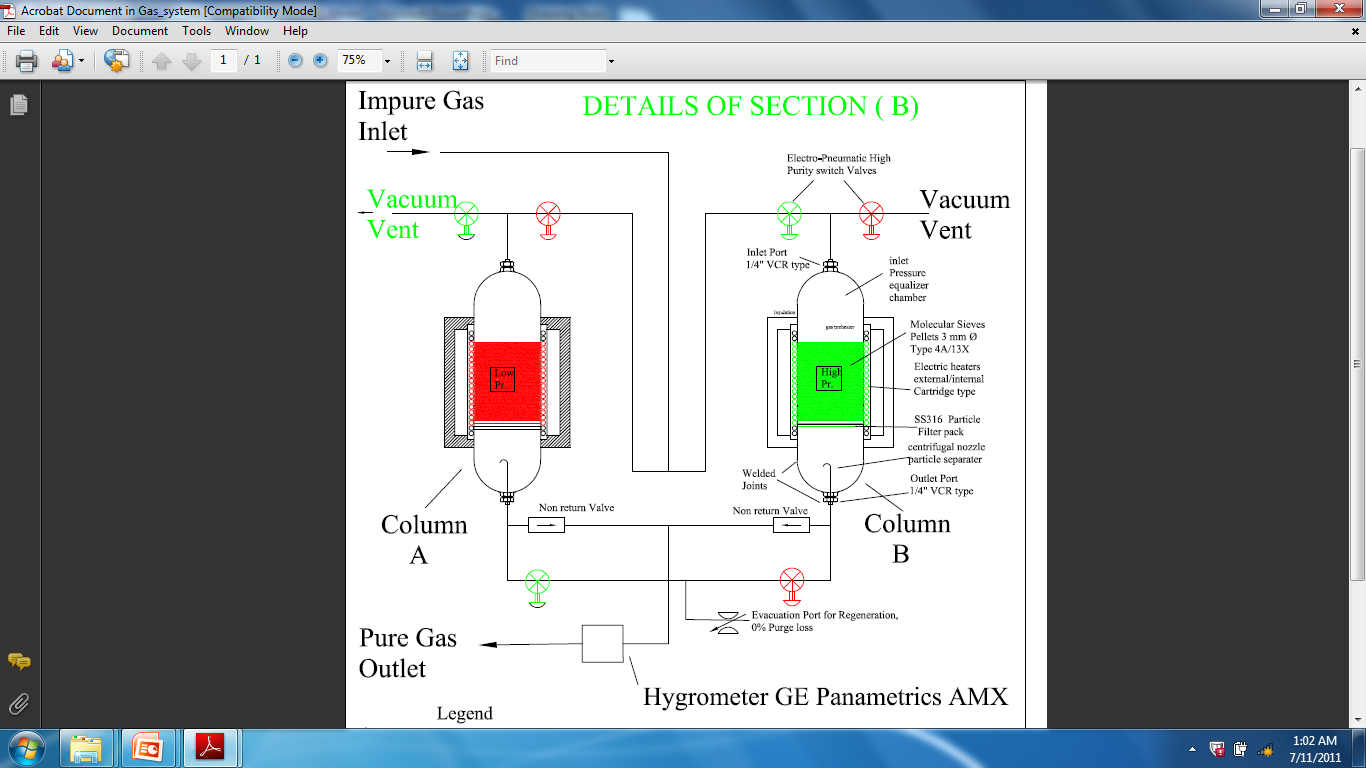 Acrobat Document in Gas_system [Compatibility Mode]
File Edit View Document Tools Window Help
1 / 1 75% Find
Impure Gas
Inlet
DETAILS OF SECTION ( B)
Electro-Pneumatic High
Purity switch Valves
Vacuum
Vent
Vacuum
Vent
Inlet Port
1/4" VCR type
inlet
Pressure
equalizer
chamber
Insulation
gas preheater
Molecular Sieves
Pellets 3 mm Ø
Type 4A/13X
Low
Pr.
High
Pr.
Electric heaters
external/internal
Cartridge type
SS316 Particle
Filter pack
centrifugal nozzle
particle separater
Welded
Joints
Outlet Port
1/4" VCR type
Column
A
Non return Valve
Non return Valve
Column
B
Evacuation Port for Regeneration,
0% Purge loss
Pure Gas
Outlet
Hygrometer GE Panametrics AMX
Legend
1:02 AM
7/11/2011